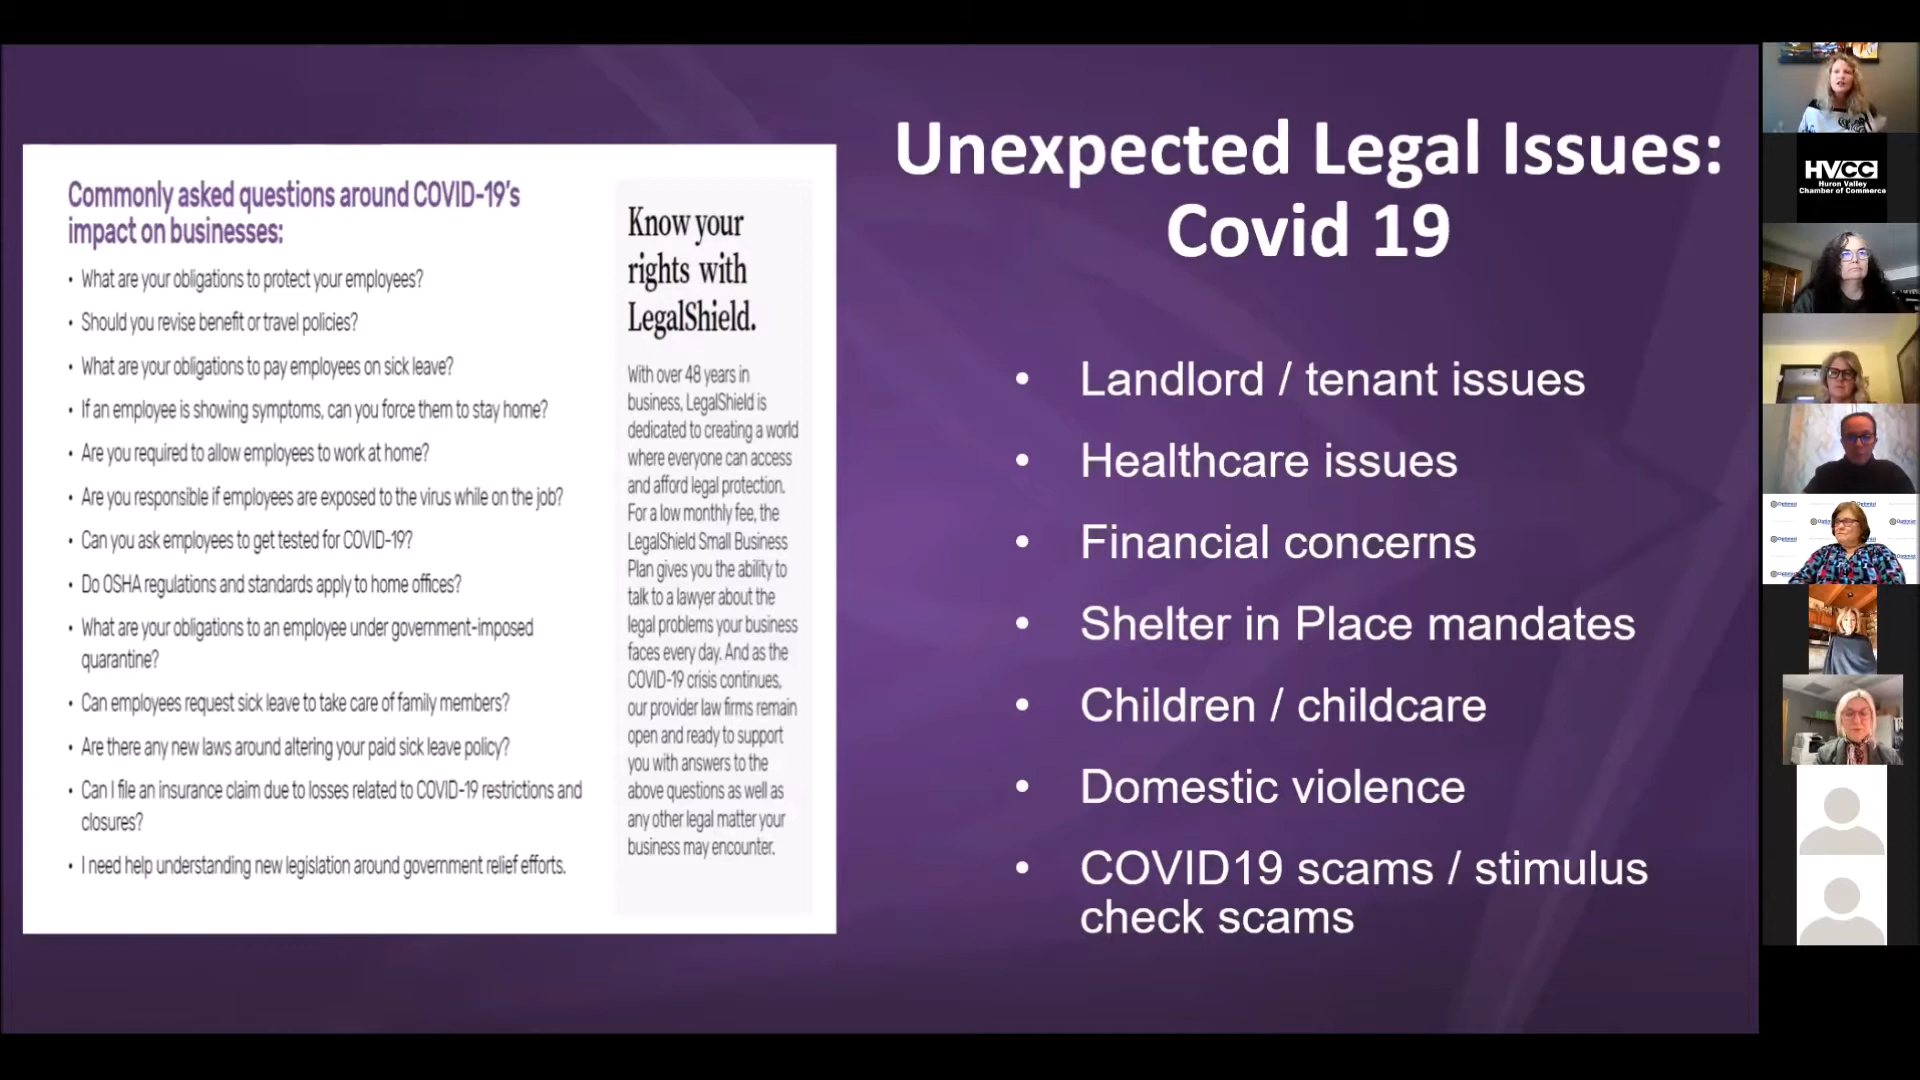 Commonly asked questions around COVID-19's
impact on businesses:
• What are your obligations to protect your employees?
• Should you revise benefit or travel policies?
• What are your obligations to pay employees on sick leave?
• If an employee is showing symptoms, can you force them to stay home?
• Are you required to allow employees to work at home?
• Are you responsible if employees are exposed to the virus while on the job?
• Can you ask employees to get tested for COVID-19?
• Do OSHA regulations and standards apply to home offices?
• What are your obligations to an employee under government-imposed
quarantine?
• Can employees request sick leave to take care of family members?
• Are there any new laws around altering your paid sick leave policy?
• Can I file an insurance claim due to losses related to COVID-19 restrictions and
closures?
• I need help understanding new legislation around government relief efforts.
Know your
rights with
LegalShield.
With over 48 years in
business, LegalShield is
dedicated to creating a world
where everyone can access
and afford legal protection.
For a low monthly fee, the
LegalShield Small Business
Plan gives you the ability to
talk to a lawyer about the
legal problems your business
faces every day. And as the
COVID-19 crisis continues,
our provider law firms remain
open and ready to support
you with answers to the
above questions as well as
any other legal matter your
business may encounter.
Unexpected Legal Issues:
Covid 19
• Landlord / tenant issues
• Healthcare issues
• Financial concerns
• Shelter in Place mandates
• Children / childcare
• Domestic violence
• COVID19 scams / stimulus
check scams
HVCC
Huron Valley
Chamber of Commerce